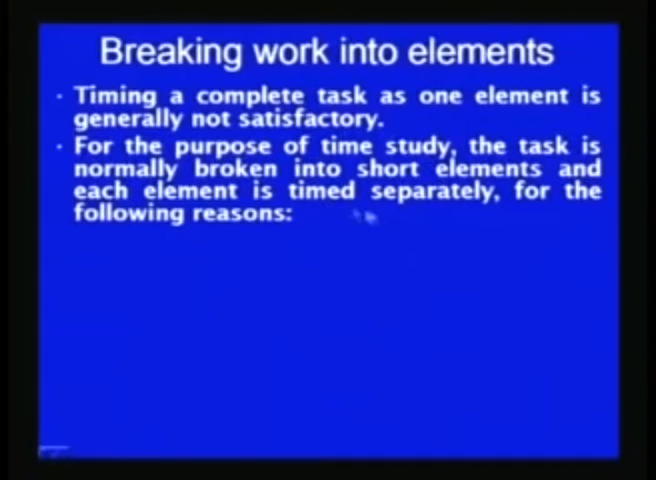 Breaking work into elements
· Timing a complete task as one element is
generally not satisfactory.
· For the purpose of time study, the task is
normally broken into short elements and
each element is timed separately, for the
following reasons: